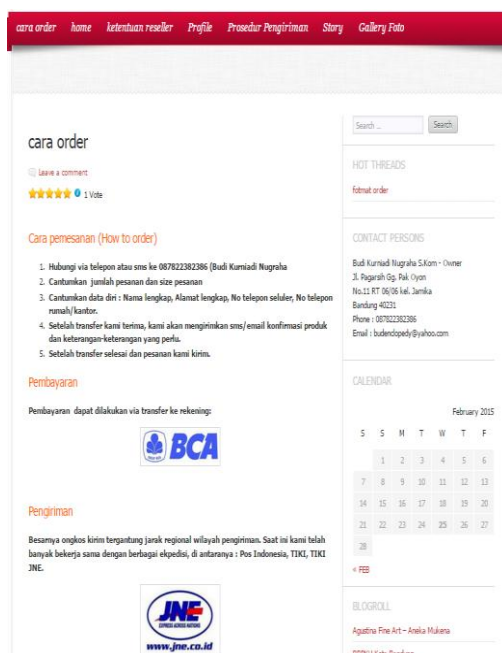 cara order home ketentuan reseller Profile Prosedur Pengiriman Story Gallery Foto
cara order
Leave a comment
1 Vote
Cara pemesanan (How to order)
1. Hubungi via telepon atau sms ke 087822382386 (Budi Kurniadi Nugraha
2. Cantumkan jumlah pesanan dan size pesanan
3. Cantumkan data diri : Nama lengkap, Alamat lengkap, No telepon seluler, No telepon
rumah/kantor.
4. Setelah transfer kami terima, kami akan mengirimkan sms/email konfirmasi produk
dan keterangan-keterangan yang perlu.
5. Setelah transfer selesai dan pesanan kami kirim.
Pembayaran
Pembayaran dapat dilakukan via transfer ke rekening:
BCA
Pengiriman
Besarnya ongkos kirim tergantung jarak regional wilayah pengiriman. Saat ini kami telah
banyak bekerja sama dengan berbagai ekpedisi, di antaranya : Pos Indonesia, TIKI, TIKI
JNE.
JNE
EXPRESS ACROSS NATIONS
www.jne.co.id
Search ... Search
HOT THREADS
fotmat order
CONTACT PERSONS
Budi Kurniadi Nugraha S.Kom - Owner
Jl. Pagarsih Gg. Pak Oyon
No.11 RT 06/06 kel. Jamika
Bandung 40231
Phone : 087822382386
Email : budendopedy@yahoo.com
CALENDAR
February 2015
S S M T W T F
1 2 3 4 5 6
7 8 9 10 11 12 13
14 15 16 17 18 19 20
21 22 23 24 25 26 27
28
« FEB
BLOGROLL
Agustina Fine Art – Aneka Mukena